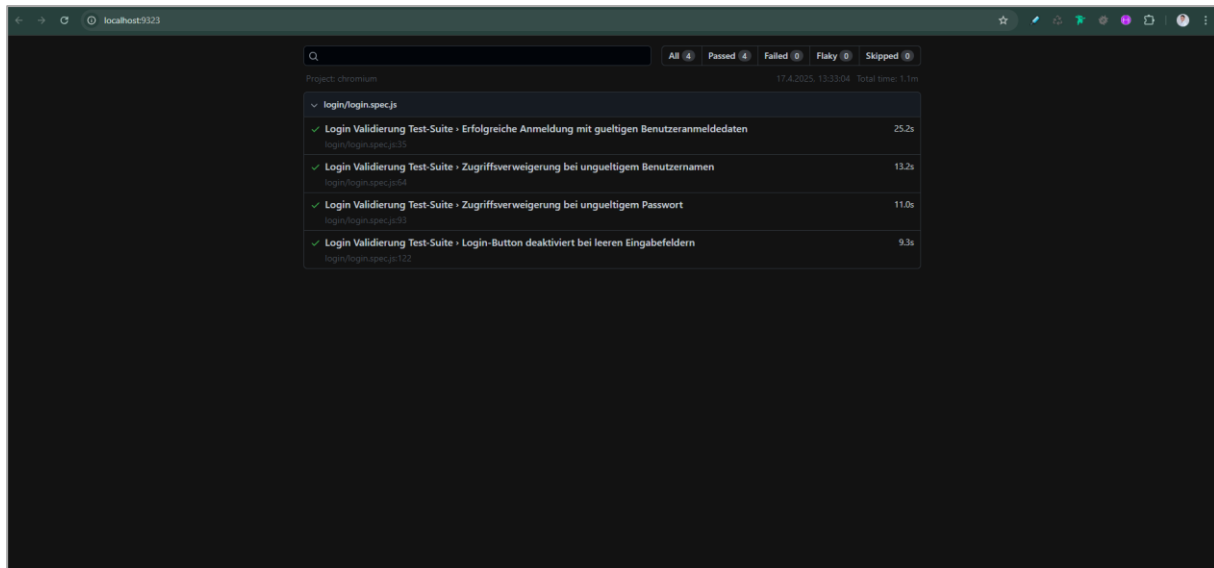 localhost:9323
All 4 Passed 4 Failed 0 Flaky 0 Skipped 0
Project: chromium 17.4.2025, 13:33:04 Total time: 1.1m
login/login.spec.js
Login Validierung Test-Suite › Erfolgreiche Anmeldung mit gueltigen Benutzeranmeldedaten 25.2s
login/login.spec.js:35
Login Validierung Test-Suite › Zugriffsverweigerung bei ungueltigem Benutzernamen 13.2s
login/login.spec.js:64
Login Validierung Test-Suite › Zugriffsverweigerung bei ungueltigem Passwort 11.0s
login/login.spec.js:93
Login Validierung Test-Suite › Login-Button deaktiviert bei leeren Eingabefeldern 9.3s
login/login.spec.js:122